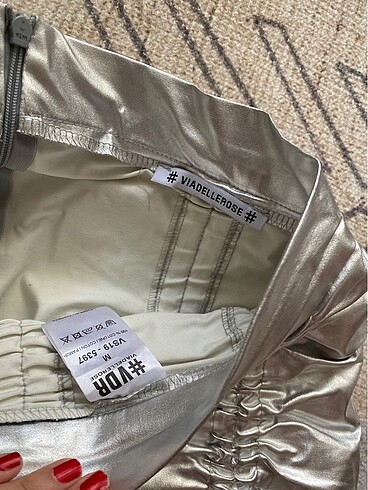 # VIADELLEROSE #
#VDR
VIADELLEROSE
M
VS19 - 5397